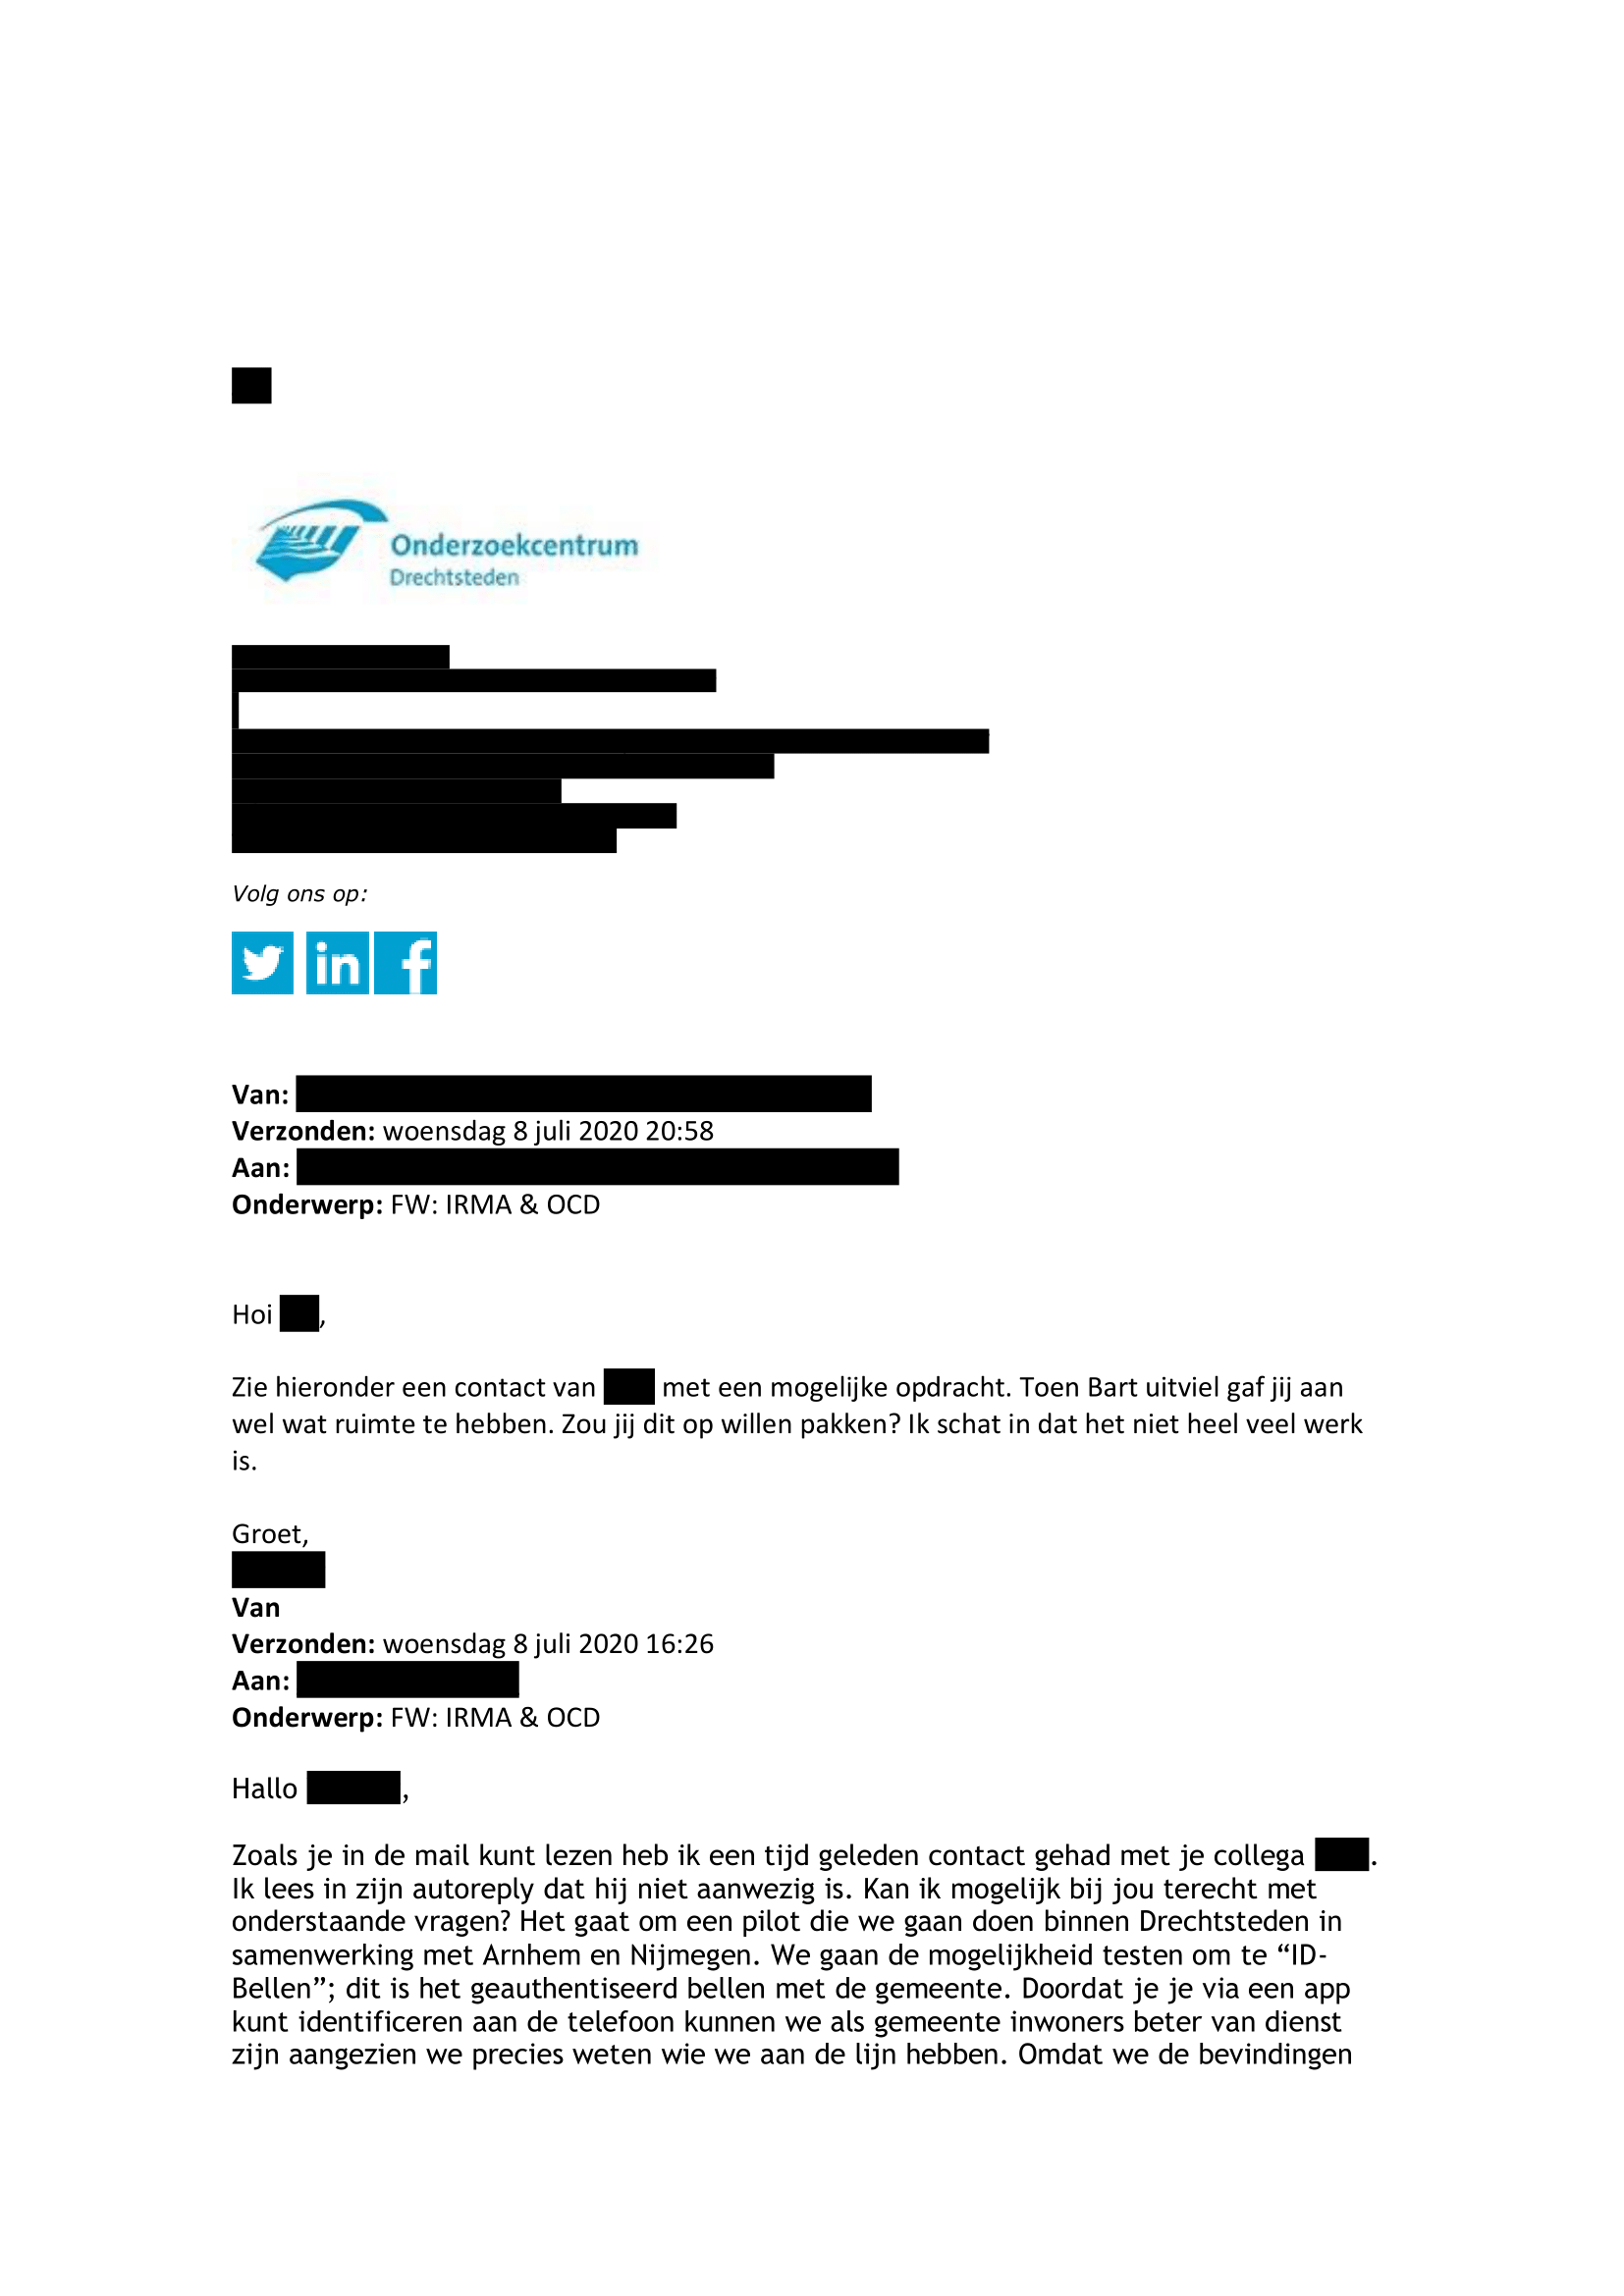 Onderzoekcentrum
Drechtsteden
Volg ons op:
in f
Van:
Verzonden: woensdag 8 juli 2020 20:58
Aan:
Onderwerp: FW: IRMA & OCD
Hoi ,
Zie hieronder een contact van met een mogelijke opdracht. Toen Bart uitviel gaf jij aan
wel wat ruimte te hebben. Zou jij dit op willen pakken? Ik schat in dat het niet heel veel werk
is.
Groet,
Van
Verzonden: woensdag 8 juli 2020 16:26
Aan:
Onderwerp: FW: IRMA & OCD
Hallo ,
Zoals je in de mail kunt lezen heb ik een tijd geleden contact gehad met je collega .
Ik lees in zijn autoreply dat hij niet aanwezig is. Kan ik mogelijk bij jou terecht met
onderstaande vragen? Het gaat om een pilot die we gaan doen binnen Drechtsteden in
samenwerking met Arnhem en Nijmegen. We gaan de mogelijkheid testen om te “ID-
Bellen”; dit is het geauthentiseerd bellen met de gemeente. Doordat je je via een app
kunt identificeren aan de telefoon kunnen we als gemeente inwoners beter van dienst
zijn aangezien we precies weten wie we aan de lijn hebben. Omdat we de bevindingen